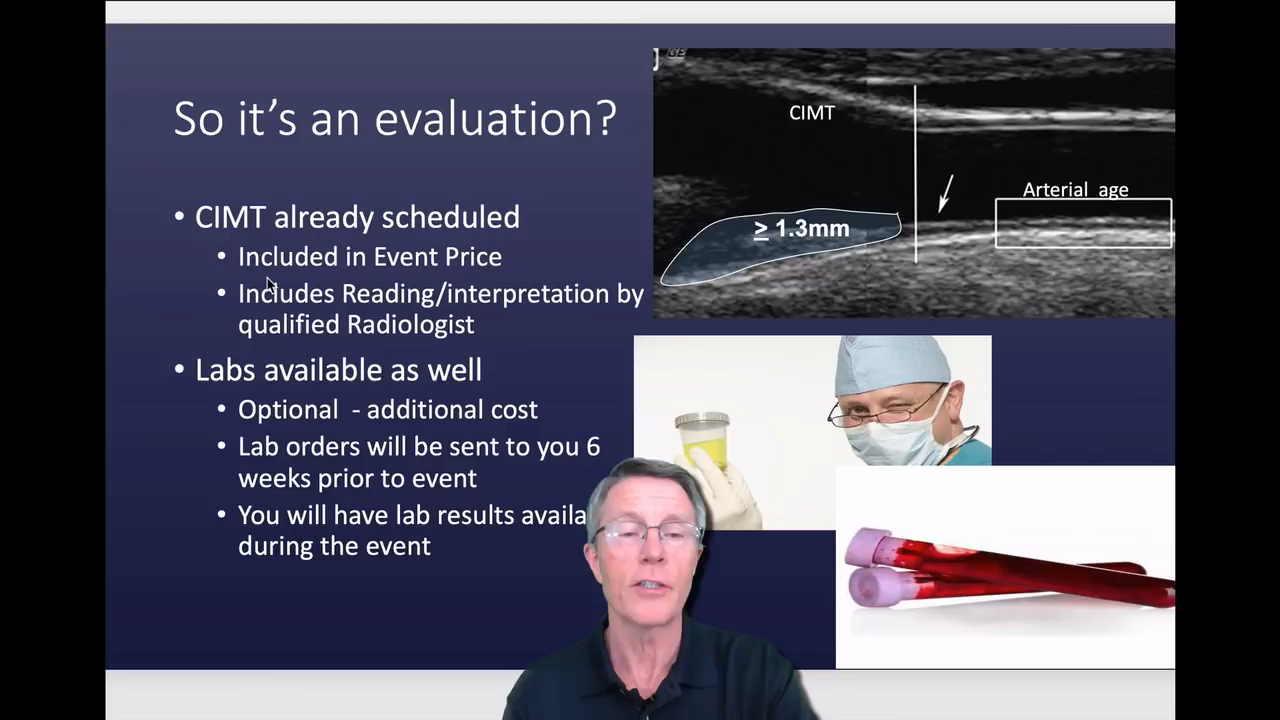 So it's an evaluation?
• CIMT already scheduled
• Included in Event Price
• Includes Reading/interpretation by
qualified Radiologist
• Labs available as well
• Optional - additional cost
• Lab orders will be sent to you 6
weeks prior to event
• You will have lab results
during the event
GE
CIMT
Arterial age
≥ 1.3mm